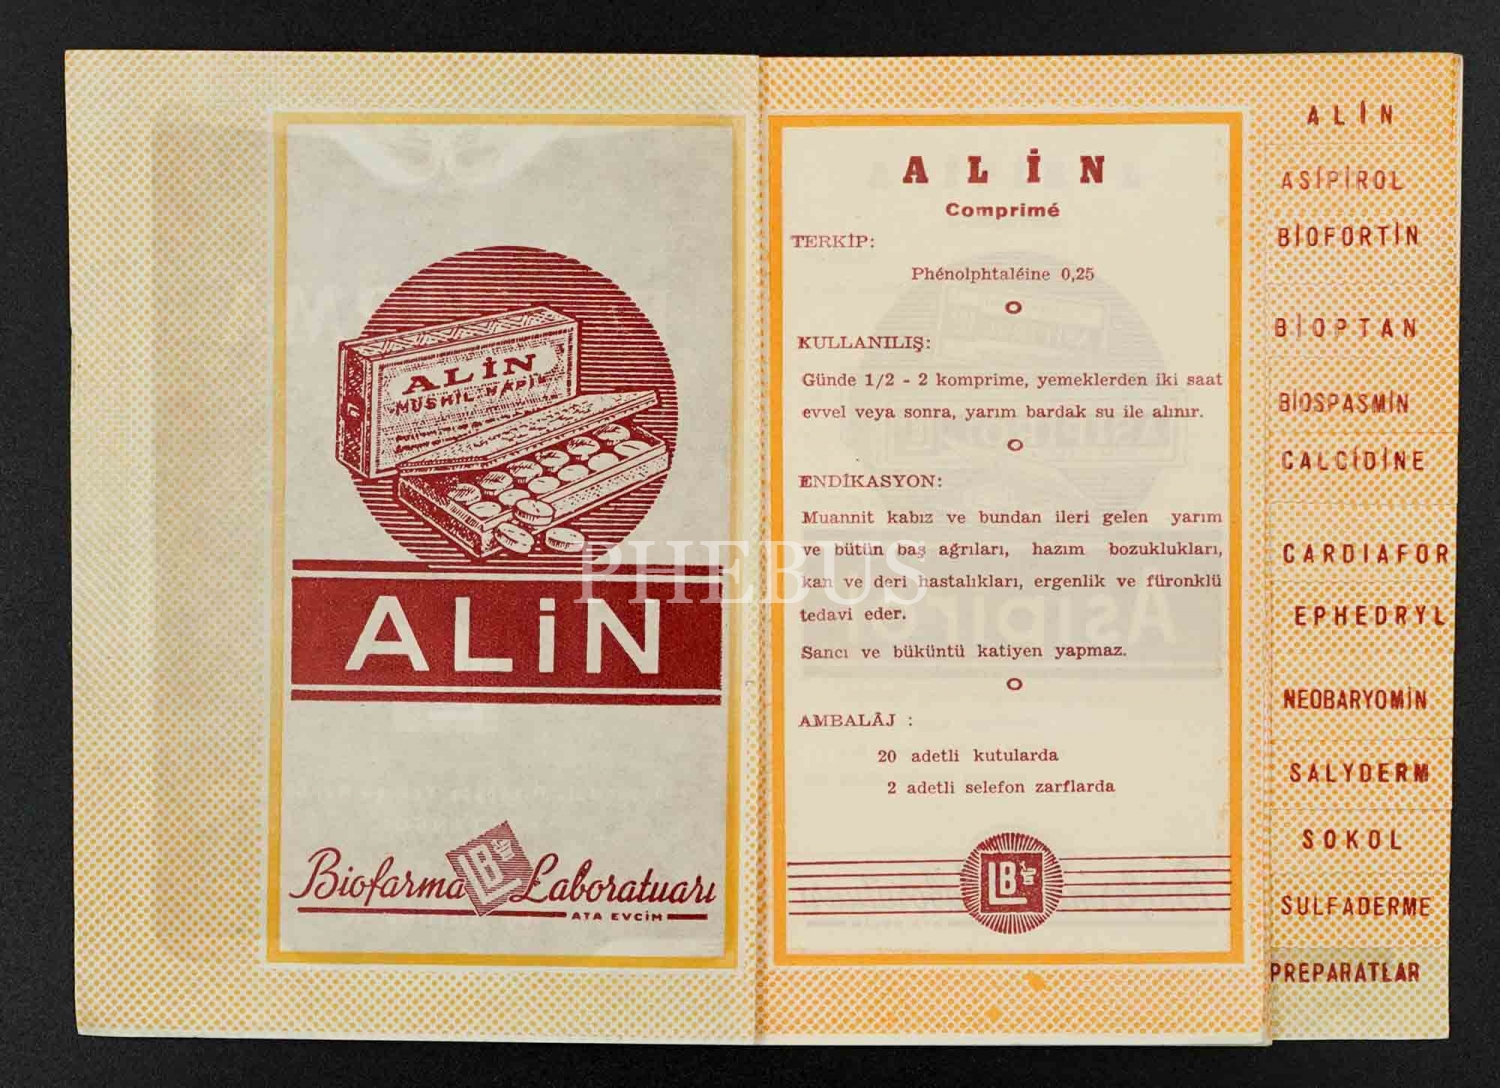 ALİN
MÜSHİL HAPI
ALiN
Biofarma LB Laboratuarı
ATA EVCİM
ALİN
Comprimé
TERKİP:
Phénolphtaléine 0,25
KULLANILIŞ:
Günde 1/2 - 2 komprime, yemeklerden iki saat
evvel veya sonra, yarım bardak su ile alınır.
ENDİKASYON:
Muannit kabız ve bundan ileri gelen yarım
ve bütün baş ağrıları, hazım bozuklukları,
kan ve deri hastalıkları, ergenlik ve füronklü
tedavi eder.
Sancı ve büküntü katiyen yapmaz.
AMBALÂJ :
20 adetli kutularda
2 adetli selefon zarflarda
LB
ALİN
ASİPİROL
BİOFORTİN
BİOPTAN
BİOSPASMİN
CALCİDİNE
CARDIAFOR
EPHEDRYL
NEOBARYOMİN
SALYDERM
SOKOL
SULFADERME
PREPARATLAR
PHEBUS